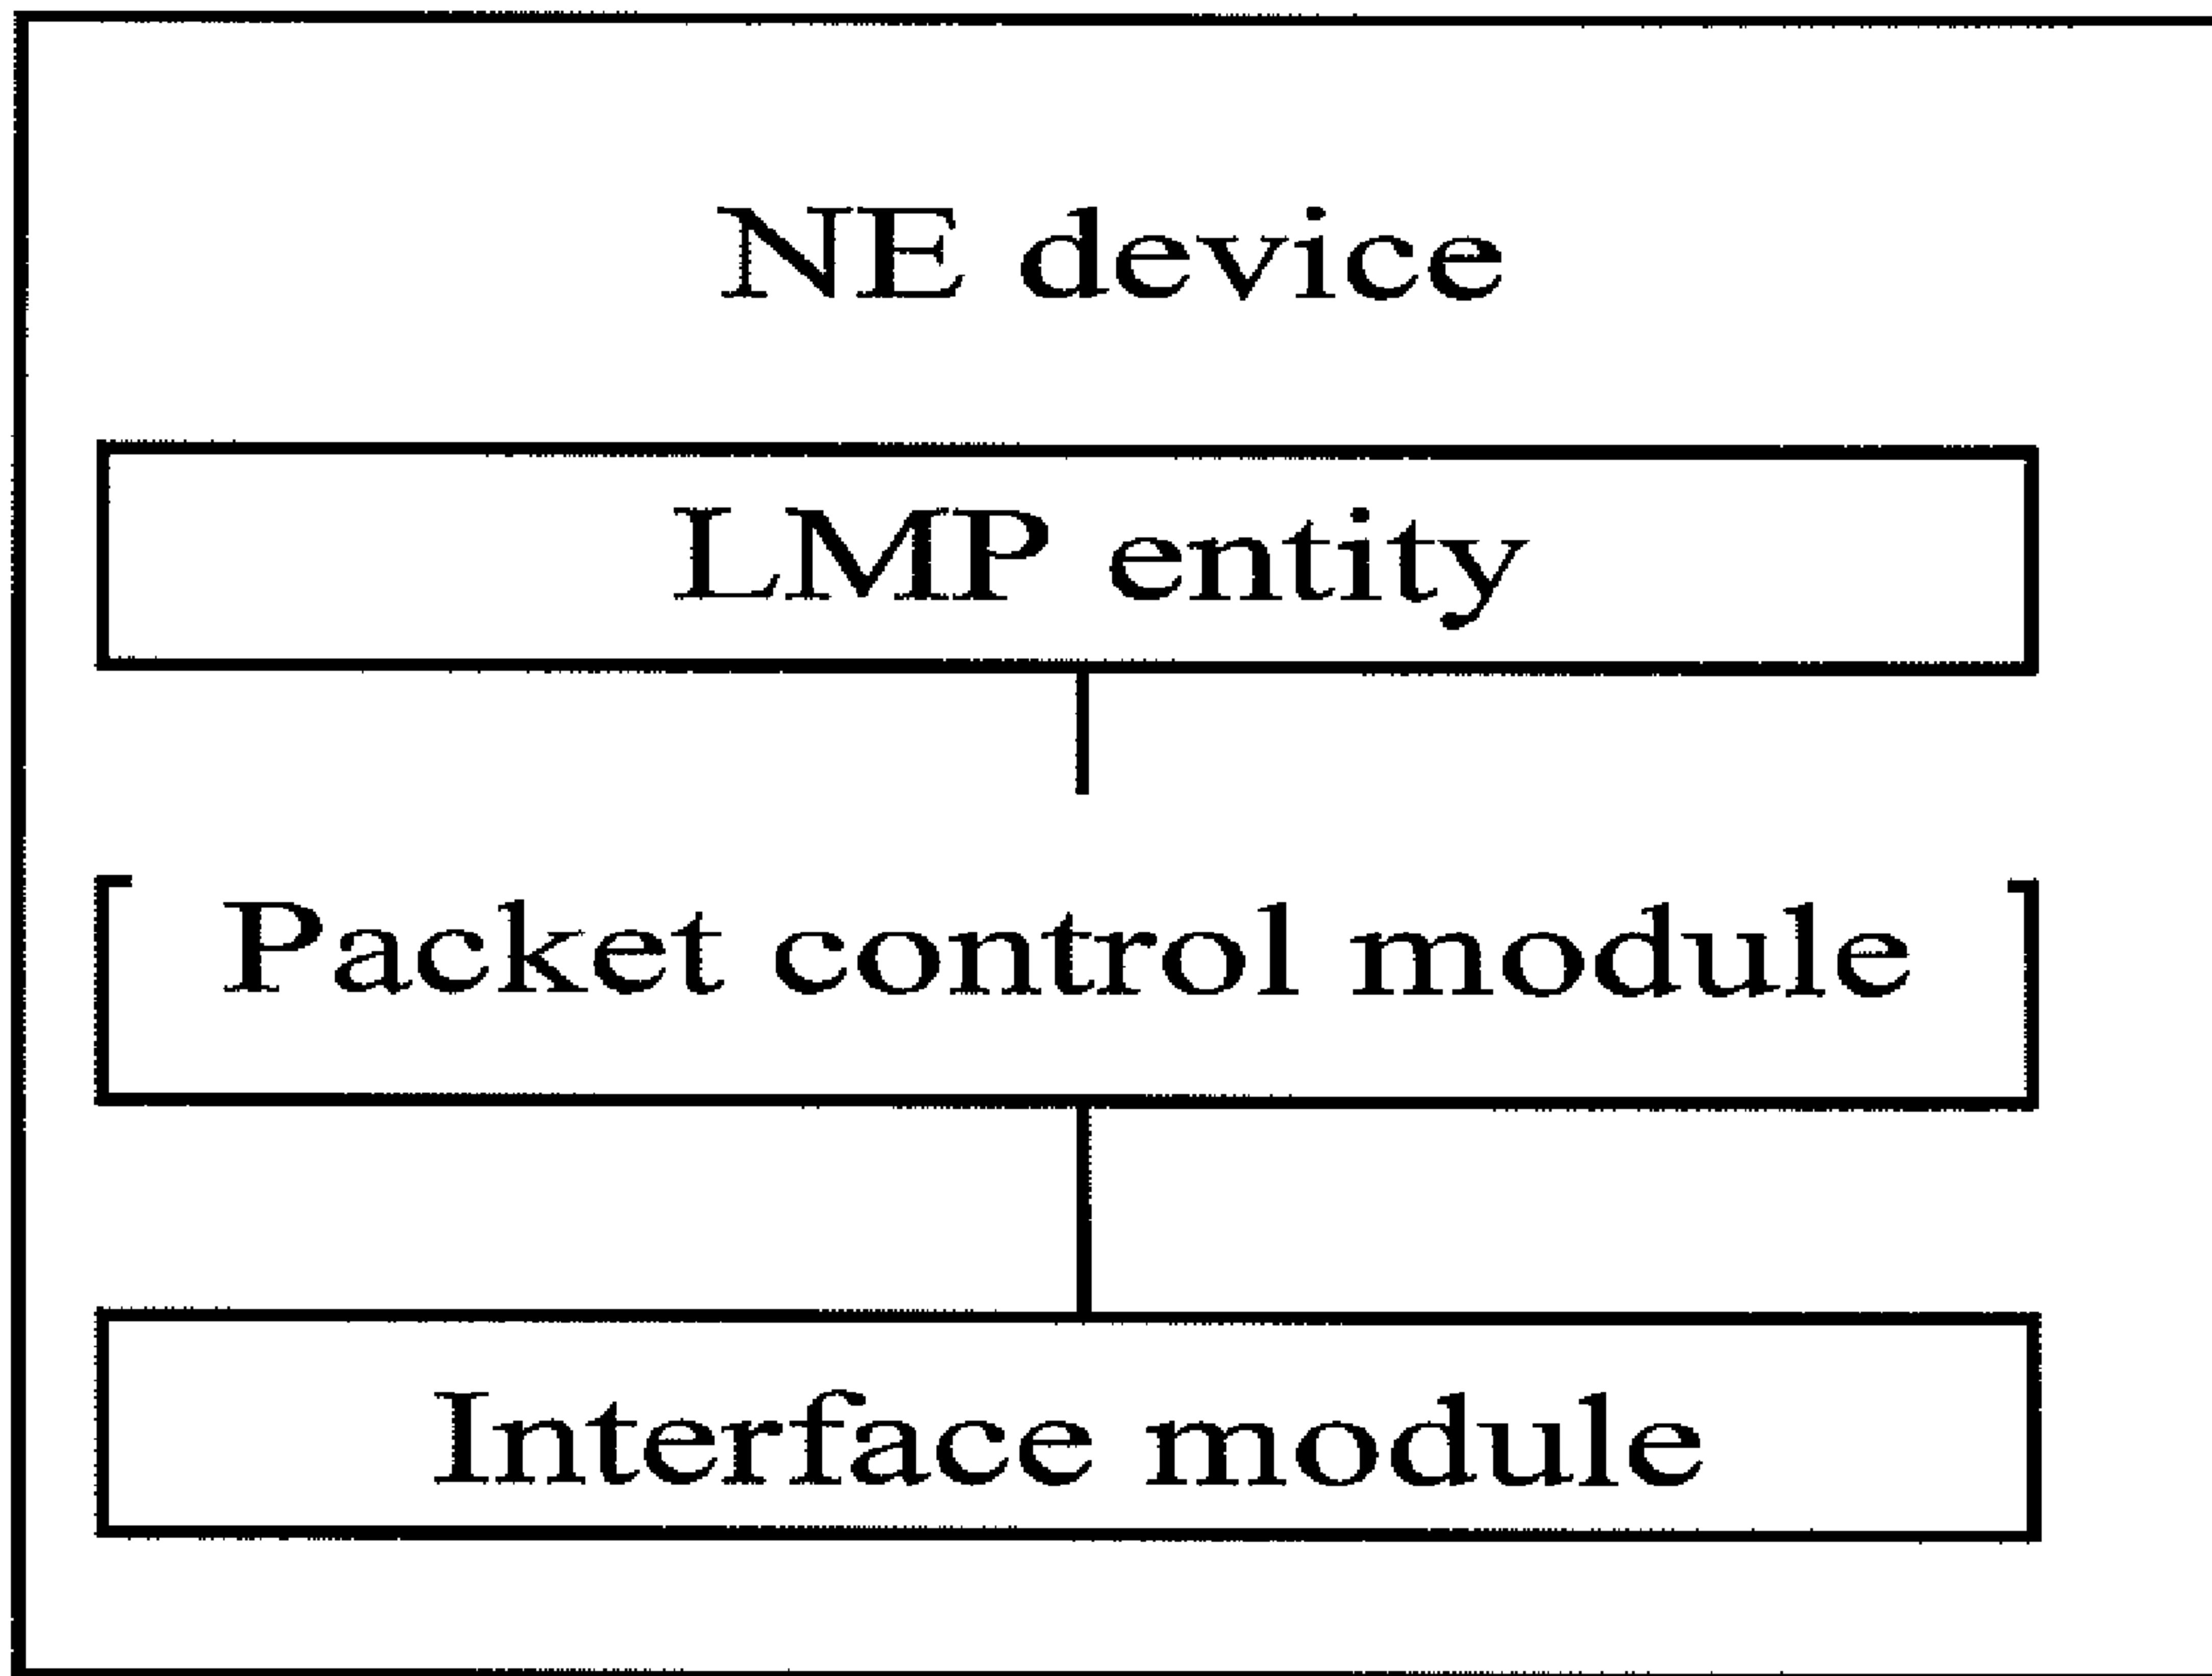 NE device
LMP entity
Packet control module
Interface module